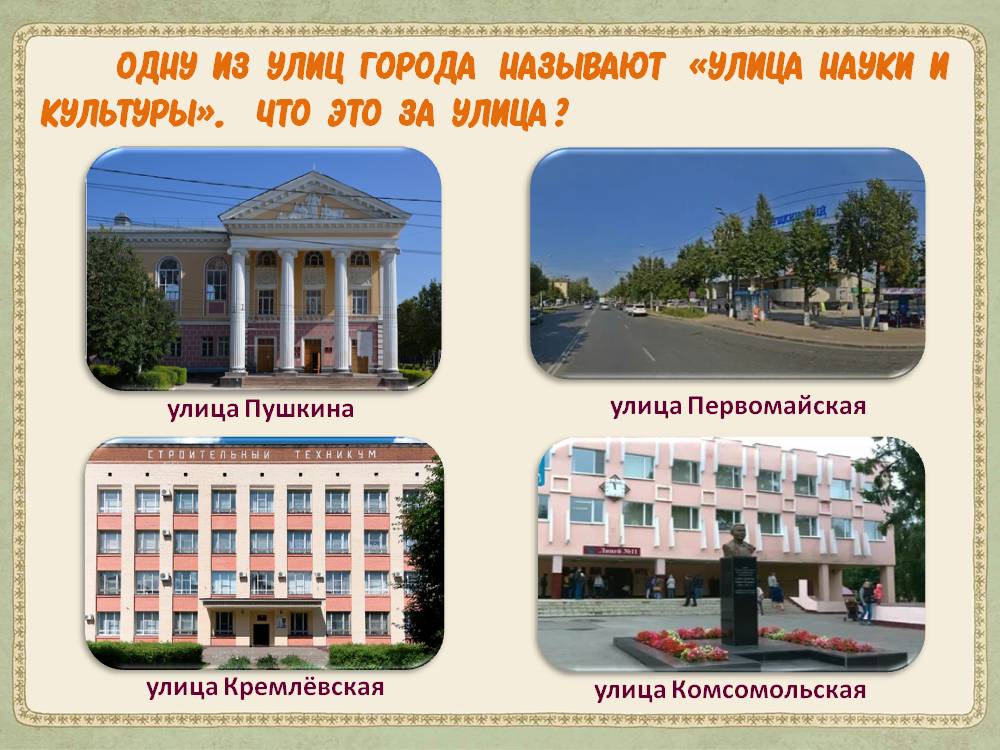 ОДНУ ИЗ УЛИЦ ГОРОДА НАЗЫВАЮТ «УЛИЦА НАУКИ И
КУЛЬТУРЫ». ЧТО ЭТО ЗА УЛИЦА?
улица Пушкина
улица Первомайская
СТРОИТЕЛЬНЫЙ ТЕХНИКУМ
Лицей №11
улица Кремлёвская
улица Комсомольская